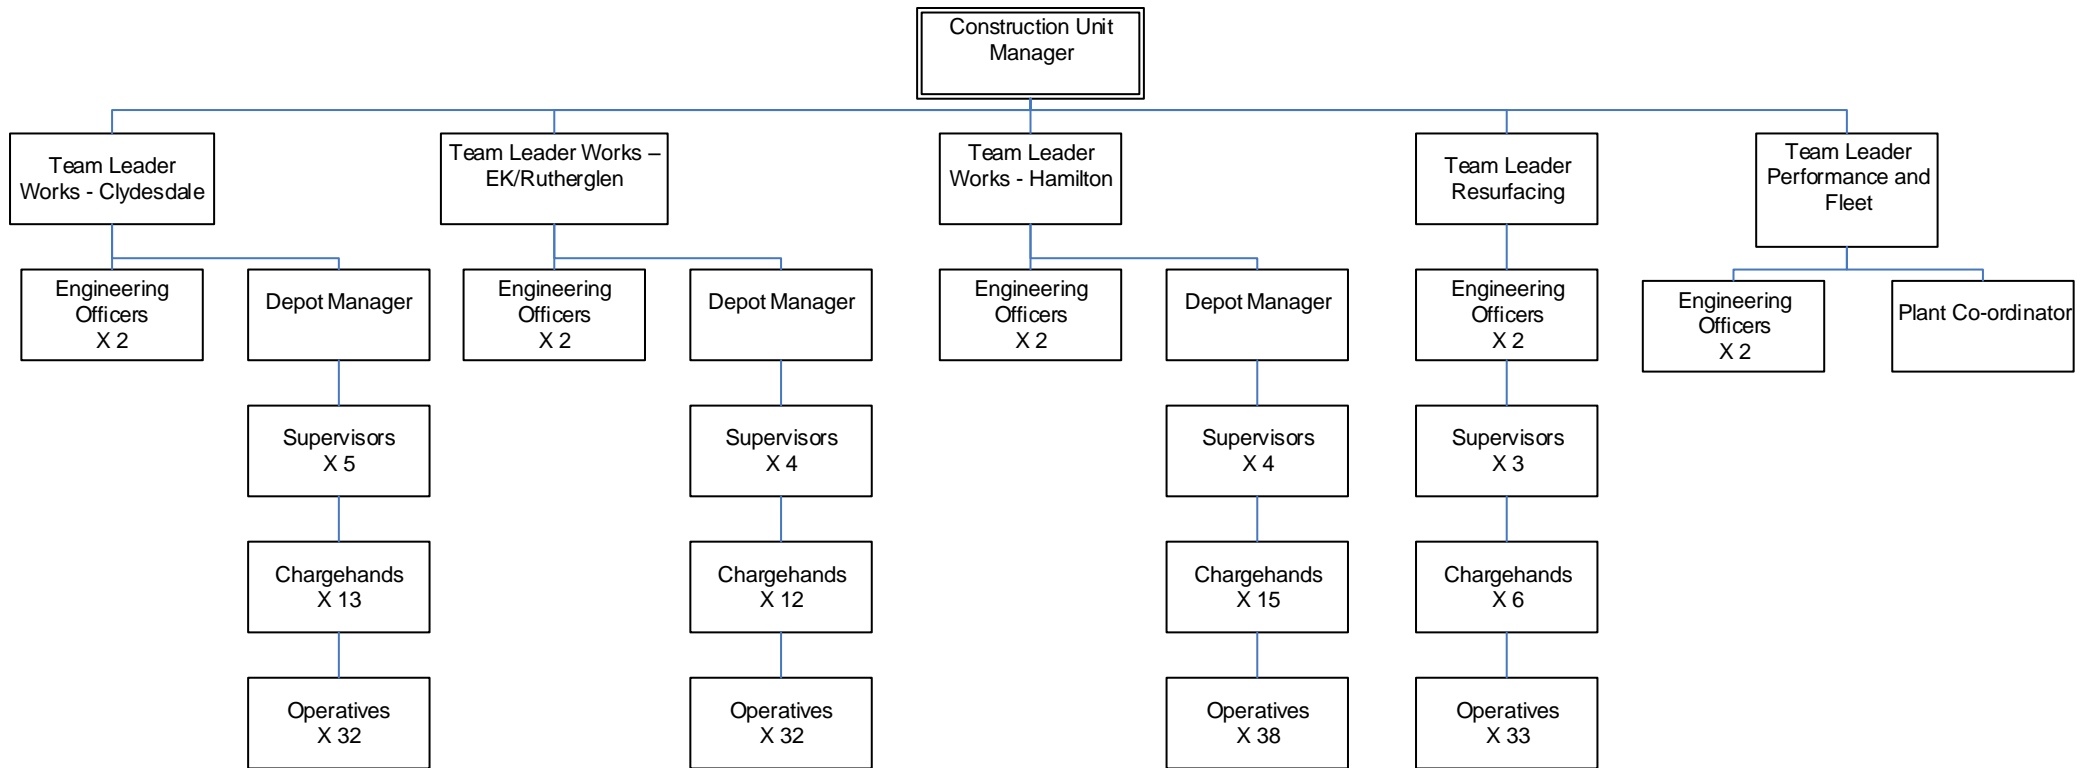 Construction Unit
Manager
Team Leader
Works - Clydesdale
Team Leader Works –
EK/Rutherglen
Team Leader
Works - Hamilton
Team Leader
Resurfacing
Team Leader
Performance and
Fleet
Engineering
Officers
X 2
Depot Manager
Engineering
Officers
X 2
Depot Manager
Engineering
Officers
X 2
Depot Manager
Engineering
Officers
X 2
Engineering
Officers
X 2
Plant Co-ordinator
Supervisors
X 5
Supervisors
X 4
Supervisors
X 4
Supervisors
X 3
Chargehands
X 13
Chargehands
X 12
Chargehands
X 15
Chargehands
X 6
Operatives
X 32
Operatives
X 32
Operatives
X 38
Operatives
X 33